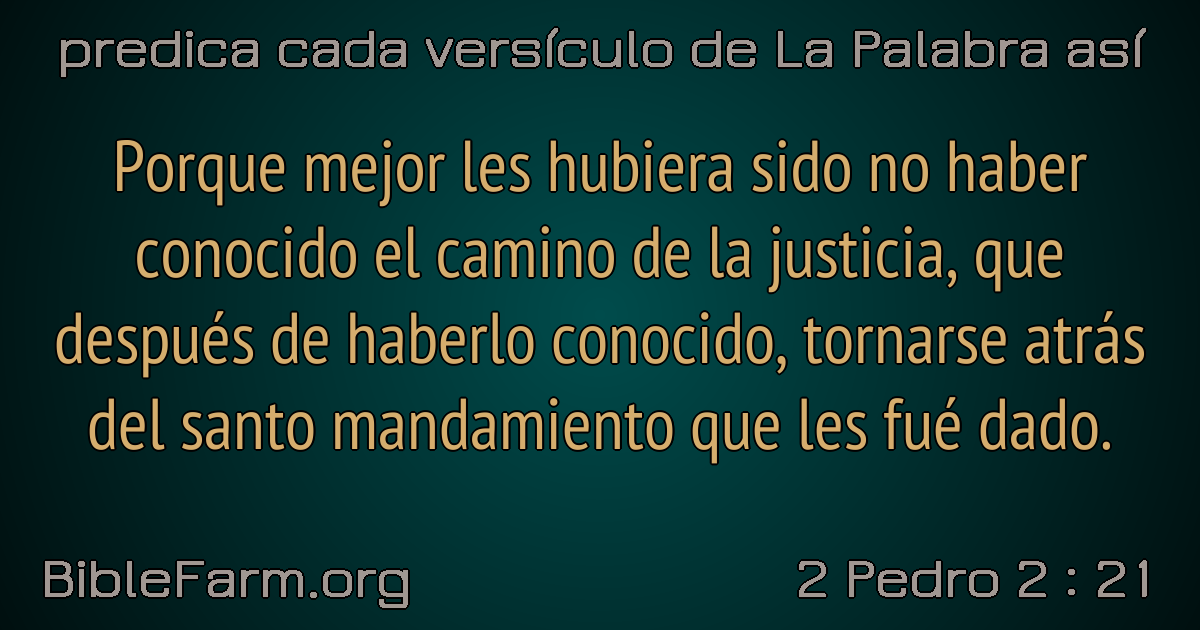 predica cada versículo de La Palabra así
Porque mejor les hubiera sido no haber
conocido el camino de la justicia, que
después de haberlo conocido, tornarse atrás
del santo mandamiento que les fué dado.
BibleFarm.org
2 Pedro 2 : 21